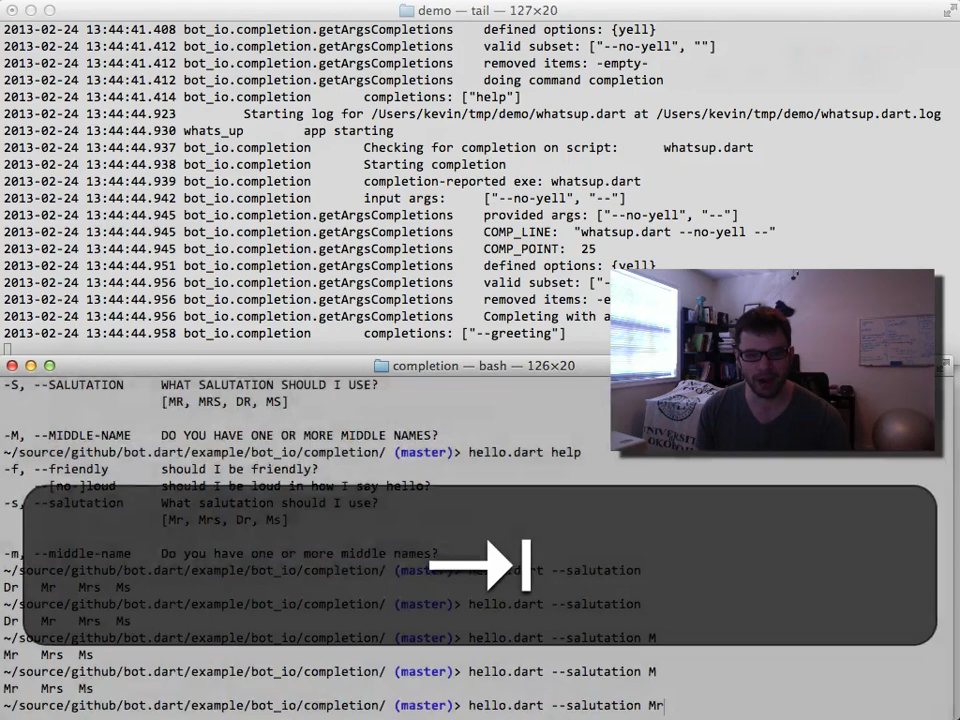 demo — tail — 127×20
2013-02-24 13:44:41.408 bot_io.completion.getArgsCompletions    defined options: {yell}
2013-02-24 13:44:41.412 bot_io.completion.getArgsCompletions    valid subset: ["--no-yell", ""]
2013-02-24 13:44:41.412 bot_io.completion.getArgsCompletions    removed items: -empty-
2013-02-24 13:44:41.412 bot_io.completion.getArgsCompletions    doing command completion
2013-02-24 13:44:41.414 bot_io.completion       completions: ["help"]
2013-02-24 13:44:44.923         Starting log for /Users/kevin/tmp/demo/whatsup.dart at /Users/kevin/tmp/demo/whatsup.dart.log
2013-02-24 13:44:44.930 whats_up        app starting
2013-02-24 13:44:44.937 bot_io.completion       Checking for completion on script:      whatsup.dart
2013-02-24 13:44:44.938 bot_io.completion       Starting completion
2013-02-24 13:44:44.939 bot_io.completion       completion-reported exe: whatsup.dart
2013-02-24 13:44:44.942 bot_io.completion       input args:     ["--no-yell", "--"]
2013-02-24 13:44:44.945 bot_io.completion.getArgsCompletions    provided args: ["--no-yell", "--"]
2013-02-24 13:44:44.945 bot_io.completion.getArgsCompletions    COMP_LINE:  "whatsup.dart --no-yell --"
2013-02-24 13:44:44.945 bot_io.completion.getArgsCompletions    COMP_POINT:  25
2013-02-24 13:44:44.951 bot_io.completion.getArgsCompletions    defined options: {yell}
2013-02-24 13:44:44.956 bot_io.completion.getArgsCompletions    valid subset: ["-
2013-02-24 13:44:44.956 bot_io.completion.getArgsCompletions    removed items: -e
2013-02-24 13:44:44.956 bot_io.completion.getArgsCompletions    Completing with a
2013-02-24 13:44:44.958 bot_io.completion       completions: ["--greeting"]
completion — bash — 126×20
-S, --SALUTATION     WHAT SALUTATION SHOULD I USE?
[MR, MRS, DR, MS]
-M, --MIDDLE-NAME    DO YOU HAVE ONE OR MORE MIDDLE NAMES?
~/source/github/bot.dart/example/bot_io/completion/ (master)> hello.dart help
-f, --friendly       should I be friendly?
--[no-]loud      should I be loud in how I say hello?
-s, --salutation     What salutation should I use?
[Mr, Mrs, Dr, Ms]
-m, --middle-name    Do you have one or more middle names?
~/source/github/bot.dart/example/bot_io/completion/ (master)> hello.dart --salutation
Dr   Mr   Mrs  Ms
~/source/github/bot.dart/example/bot_io/completion/ (master)> hello.dart --salutation
Dr   Mr   Mrs  Ms
~/source/github/bot.dart/example/bot_io/completion/ (master)> hello.dart --salutation M
Mr   Mrs  Ms
~/source/github/bot.dart/example/bot_io/completion/ (master)> hello.dart --salutation M
Mr   Mrs  Ms
~/source/github/bot.dart/example/bot_io/completion/ (master)> hello.dart --salutation Mr